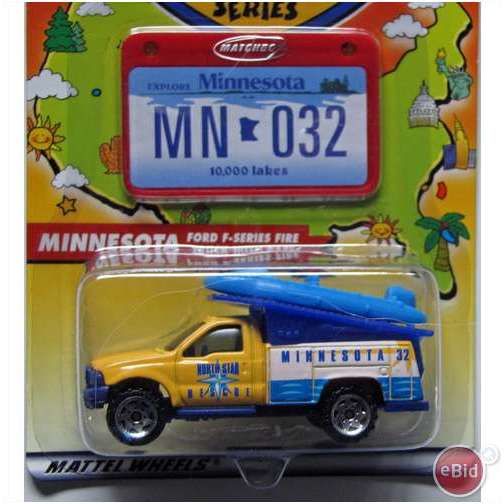 SERIES
MATCHBOX
EXPLORE Minnesota
MN 032
10,000 lakes
MINNESOTA FORD F-SERIES FIRE
MINNESOTA 32
NORTH STAR
RESCUE
MATTEL WHEELS
eBid